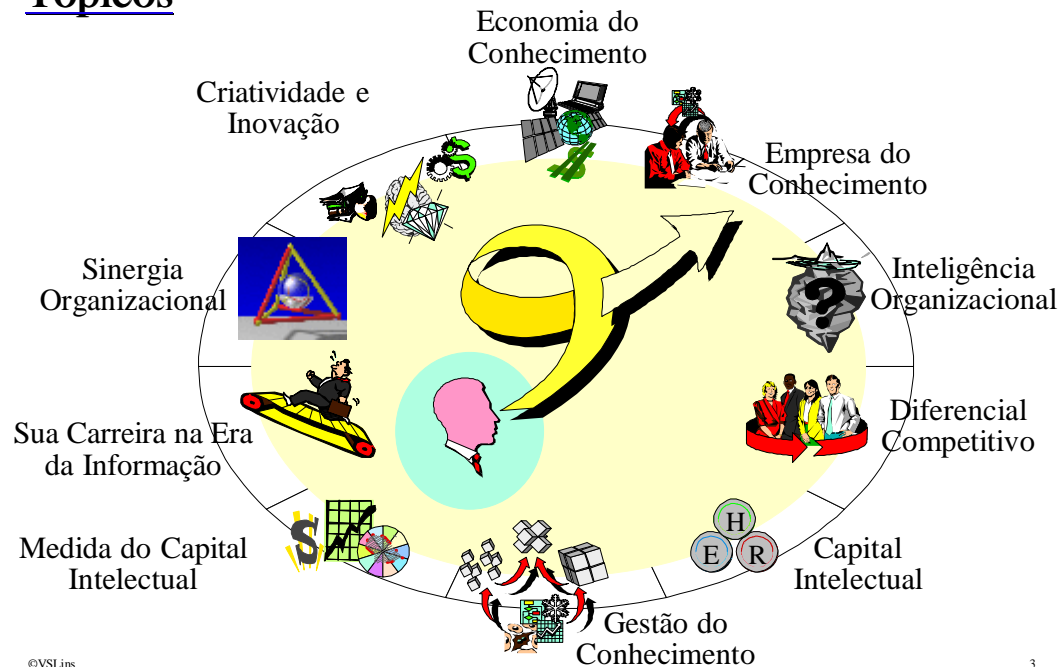 Tópicos
Economia do
Conhecimento
Criatividade e
Inovação
Empresa do
Conhecimento
Sinergia
Organizacional
Inteligência
Organizacional
?
Sua Carreira na Era
da Informação
Diferencial
Competitivo
Medida do Capital
Intelectual
H
E R
Capital
Intelectual
Gestão do
Conhecimento
©VSLins
3